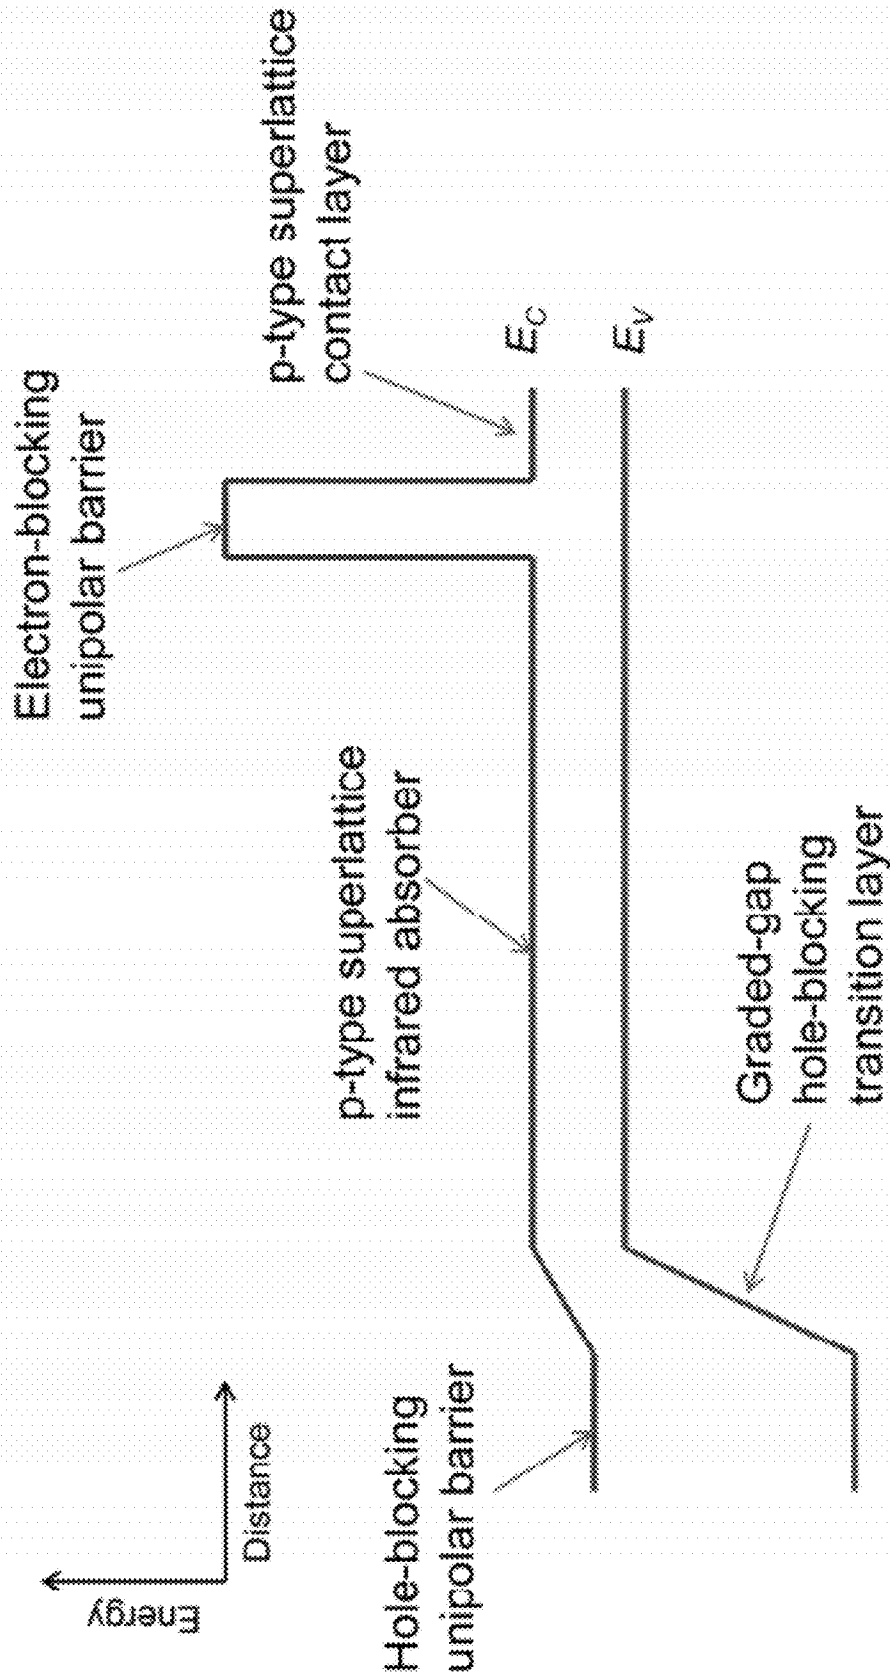 Energy
Distance
Hole-blocking
unipolar barrier
p-type superlattice
infrared absorber
Electron-blocking
unipolar barrier
p-type superlattice
contact layer
E_C
E_V
Graded-gap
hole-blocking
transition layer